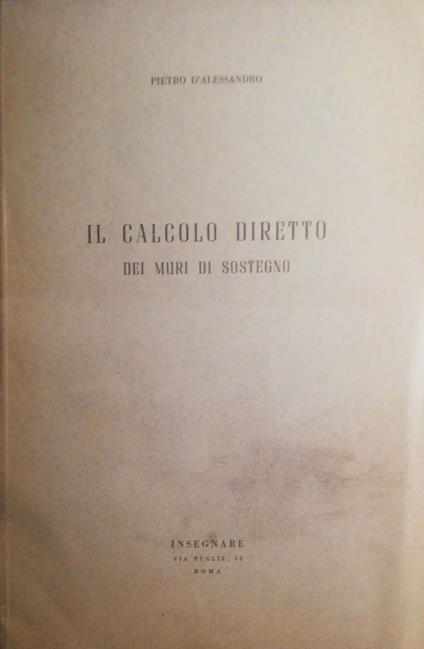 PIETRO D'ALESSANDRO
IL CALCOLO DIRETTO
DEI MURI DI SOSTEGNO
INSEGNARE
VIA PUGLIE,
ROMA